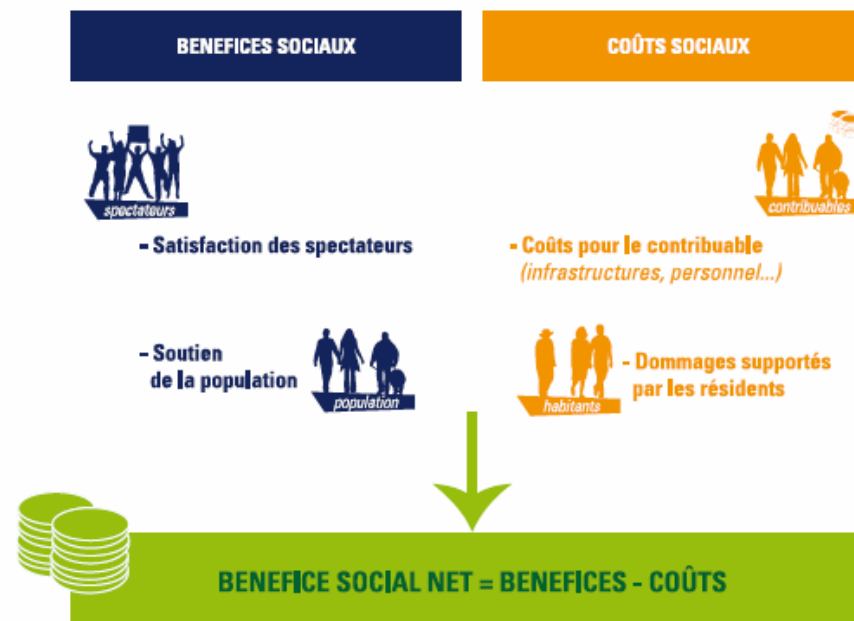 BENEFICES SOCIAUX
COÛTS SOCIAUX
spectateurs
- Satisfaction des spectateurs
contribuables
- Coûts pour le contribuable
(infrastructures, personnel...)
- Soutien
de la population
population
habitants
- Dommages supportés
par les résidents
BENEFICE SOCIAL NET = BENEFICES - COÛTS